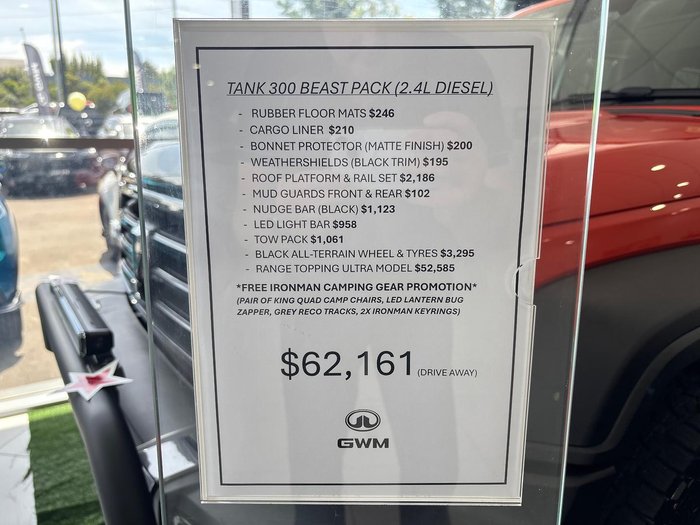 TANK 300 BEAST PACK (2.4L DIESEL)
- RUBBER FLOOR MATS $246
- CARGO LINER $210
- BONNET PROTECTOR (MATTE FINISH) $200
- WEATHERSHIELDS (BLACK TRIM) $195
- ROOF PLATFORM & RAIL SET $2,186
- MUD GUARDS FRONT & REAR $102
- NUDGE BAR (BLACK) $1,123
- LED LIGHT BAR $958
- TOW PACK $1,061
- BLACK ALL-TERRAIN WHEEL & TYRES $3,295
- RANGE TOPPING ULTRA MODEL $52,585
*FREE IRONMAN CAMPING GEAR PROMOTION*
(PAIR OF KING QUAD CAMP CHAIRS, LED LANTERN BUG
ZAPPER, GREY RECO TRACKS, 2X IRONMAN KEYRINGS)
$62,161 (DRIVE AWAY)
GWM